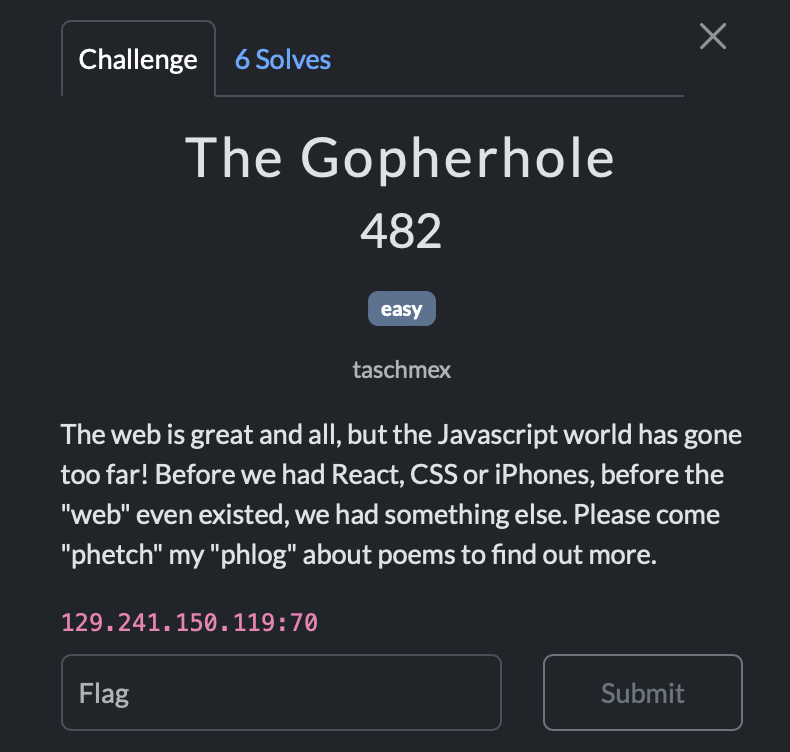 Challenge
6 Solves
The Gopherhole
482
easy
taschmex
The web is great and all, but the Javascript world has gone
too far! Before we had React, CSS or iPhones, before the
"web" even existed, we had something else. Please come
"phetch" my "phlog" about poems to find out more.
129.241.150.119:70
Flag
Submit